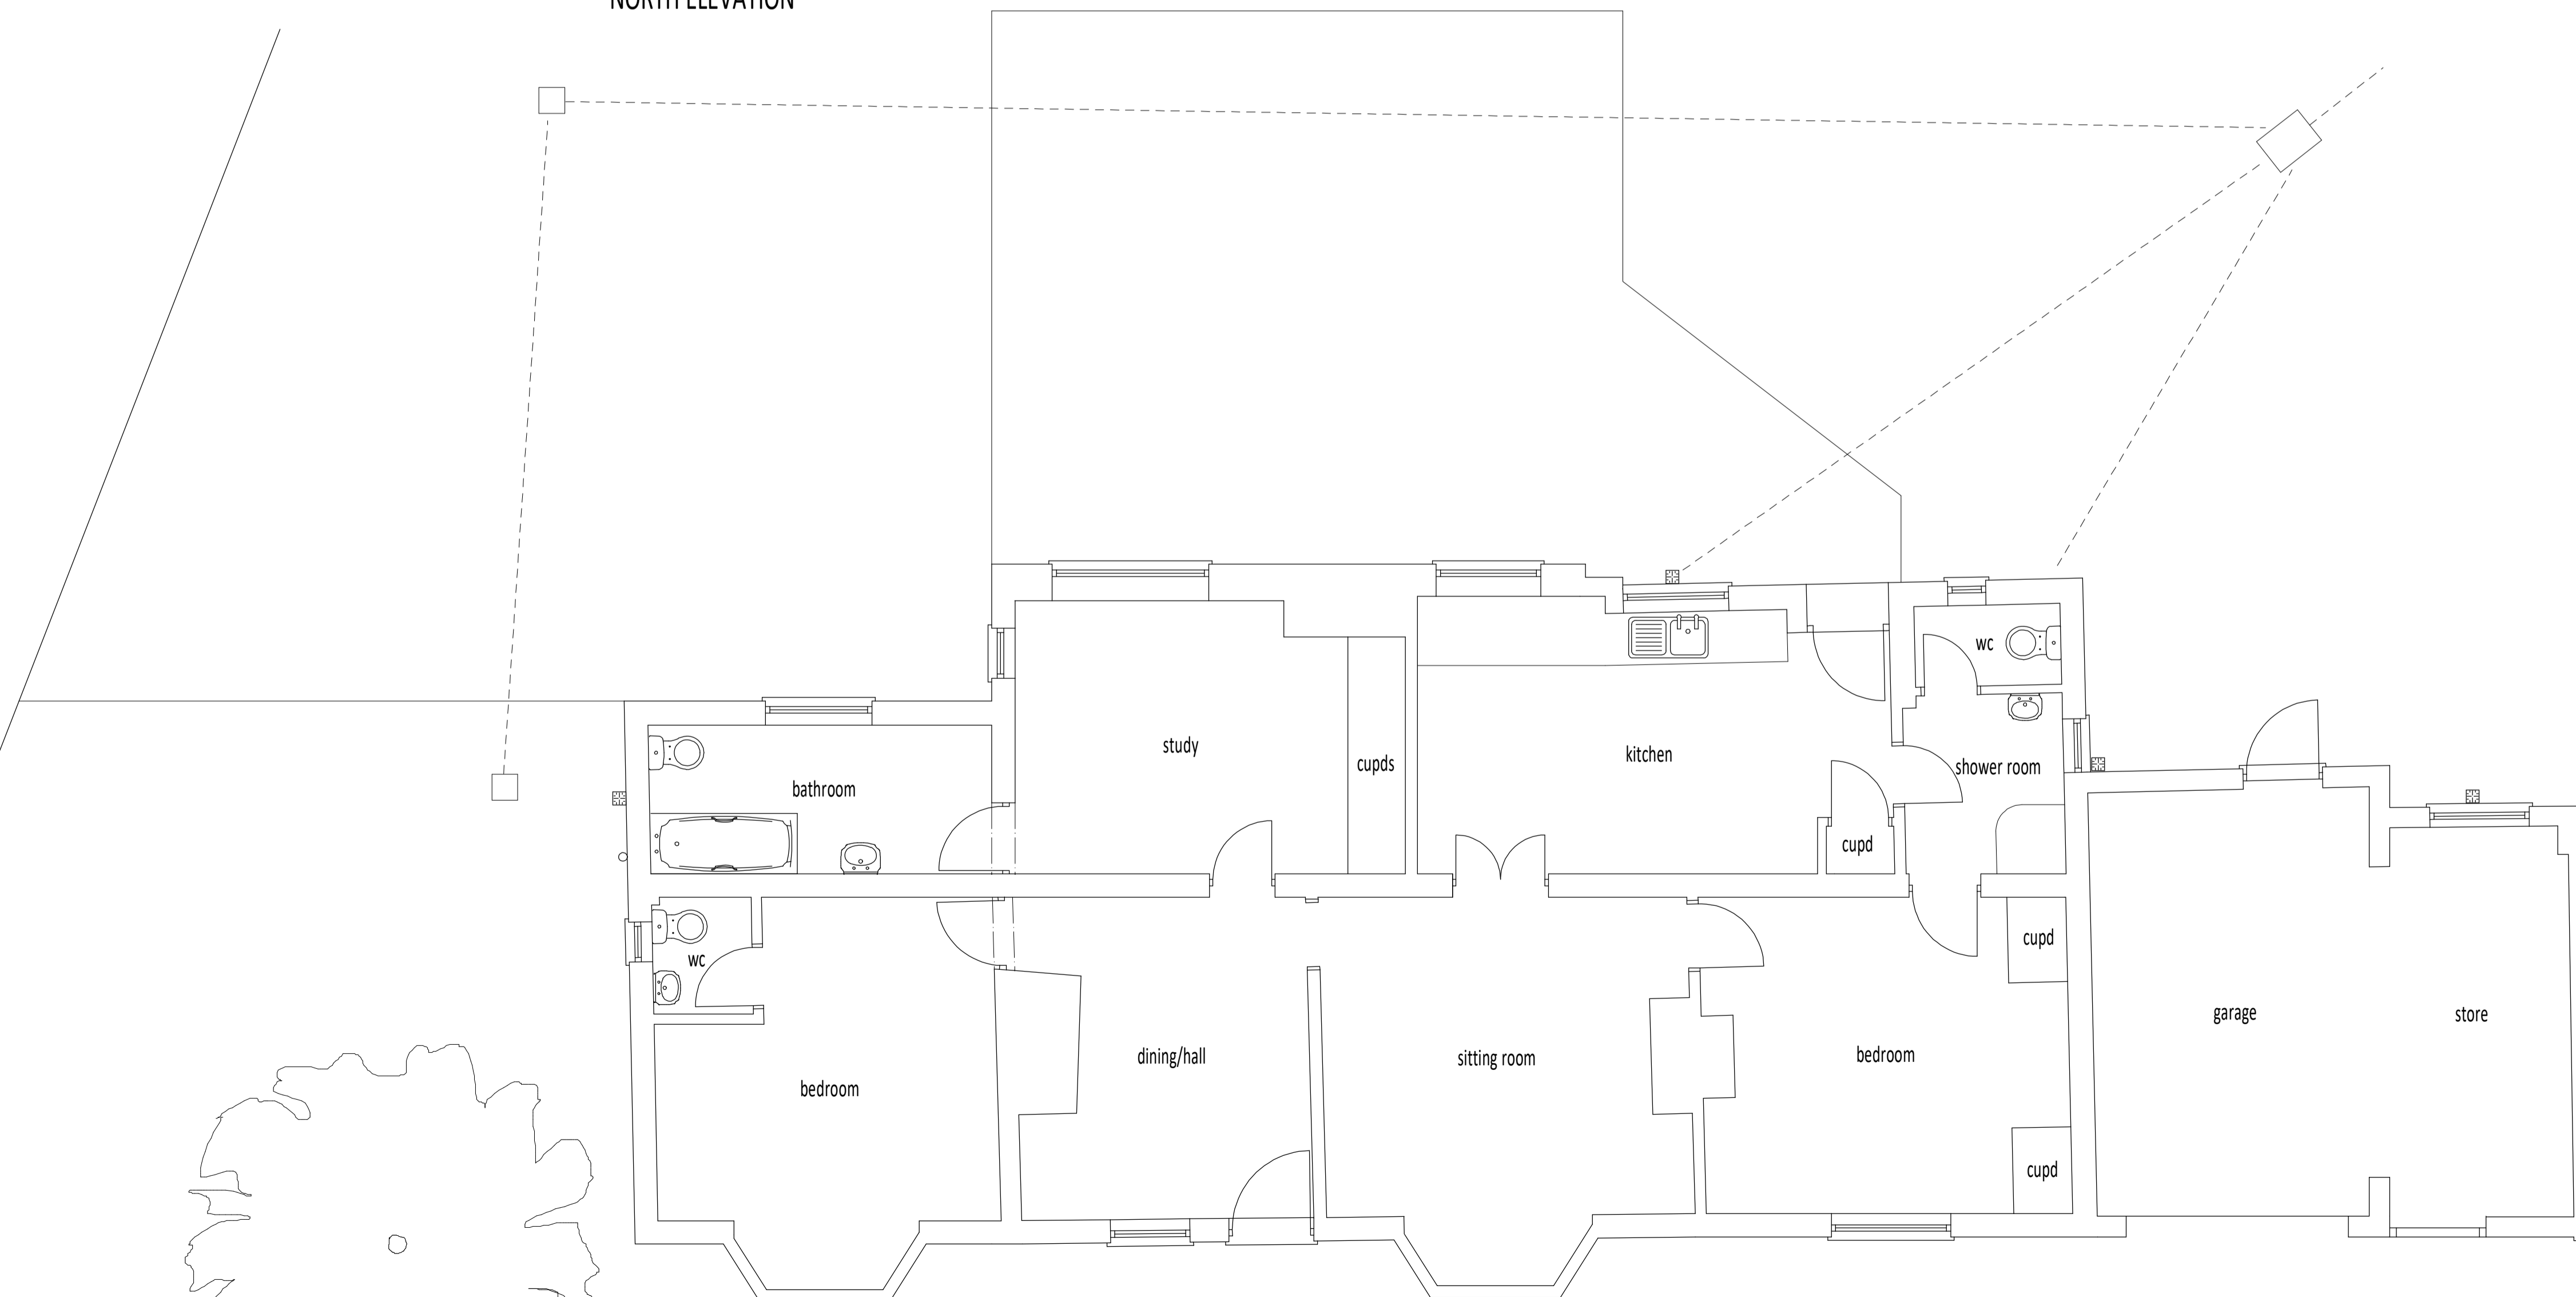 NORTH ELEVATION
wc
study
kitchen
cupds
shower room
bathroom
cupd
cupd
wc
garage
store
dining/hall
sitting room
bedroom
bedroom
cupd